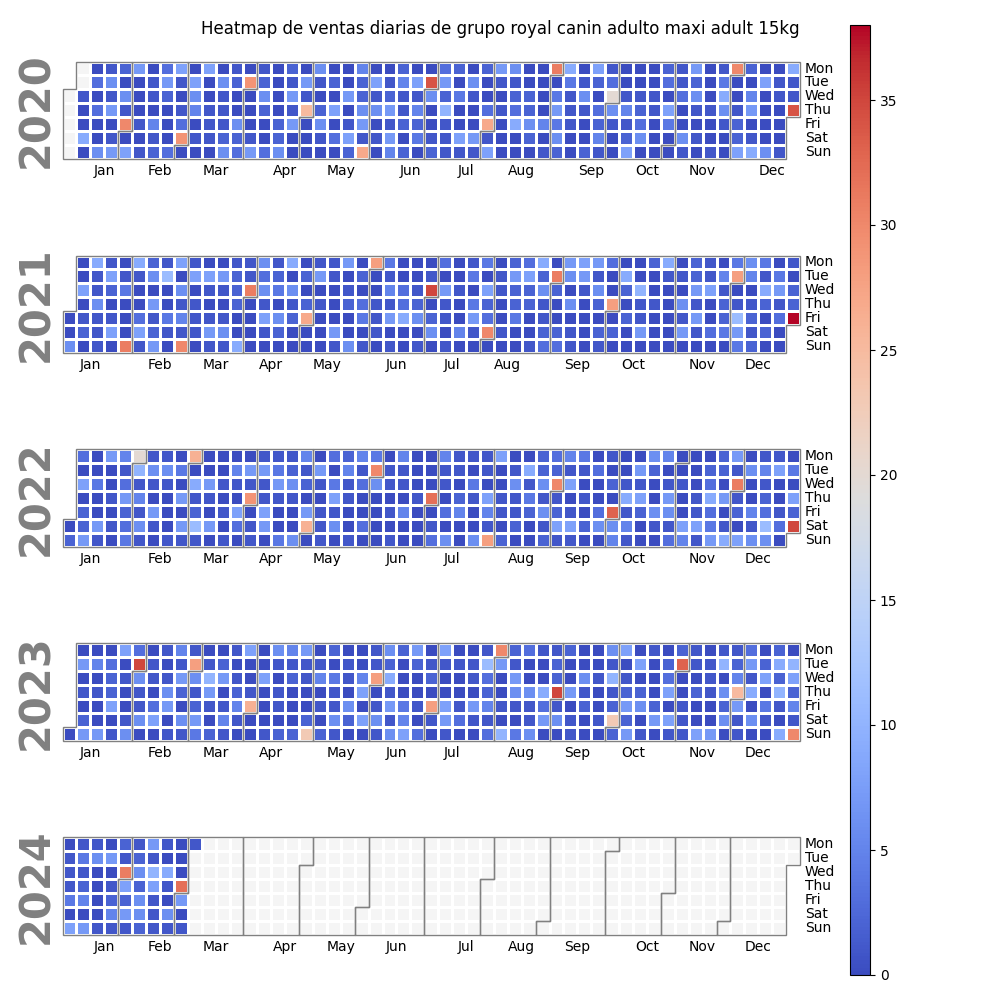 Heatmap de ventas diarias de grupo royal canin adulto maxi adult 15kg
2020
Mon
Tue
Wed
Thu
Fri
Sat
Sun
Jan Feb Mar Apr May Jun Jul Aug Sep Oct Nov Dec
2021
Mon
Tue
Wed
Thu
Fri
Sat
Sun
Jan Feb Mar Apr May Jun Jul Aug Sep Oct Nov Dec
2022
Mon
Tue
Wed
Thu
Fri
Sat
Sun
Jan Feb Mar Apr May Jun Jul Aug Sep Oct Nov Dec
2023
Mon
Tue
Wed
Thu
Fri
Sat
Sun
Jan Feb Mar Apr May Jun Jul Aug Sep Oct Nov Dec
2024
Mon
Tue
Wed
Thu
Fri
Sat
Sun
Jan Feb Mar Apr May Jun Jul Aug Sep Oct Nov Dec
35
30
25
20
15
10
5
0